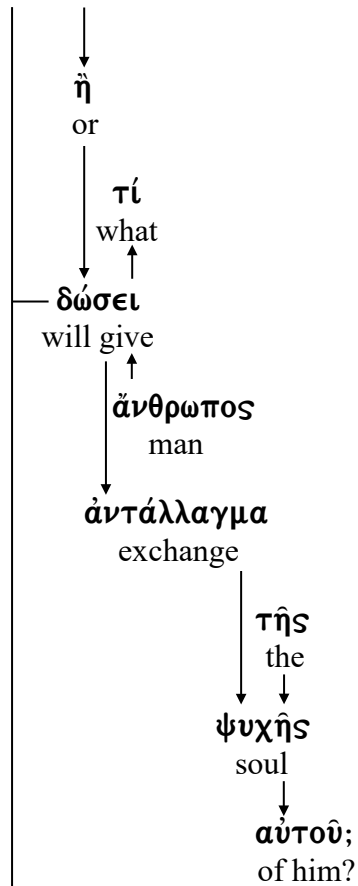 ἢ
or
τί
what
δώσει
will give
ἄνθρωπος
man
ἀντάλλαγμα
exchange
τῆς
the
ψυχῆς
soul
αὐτοῦ;
of him?